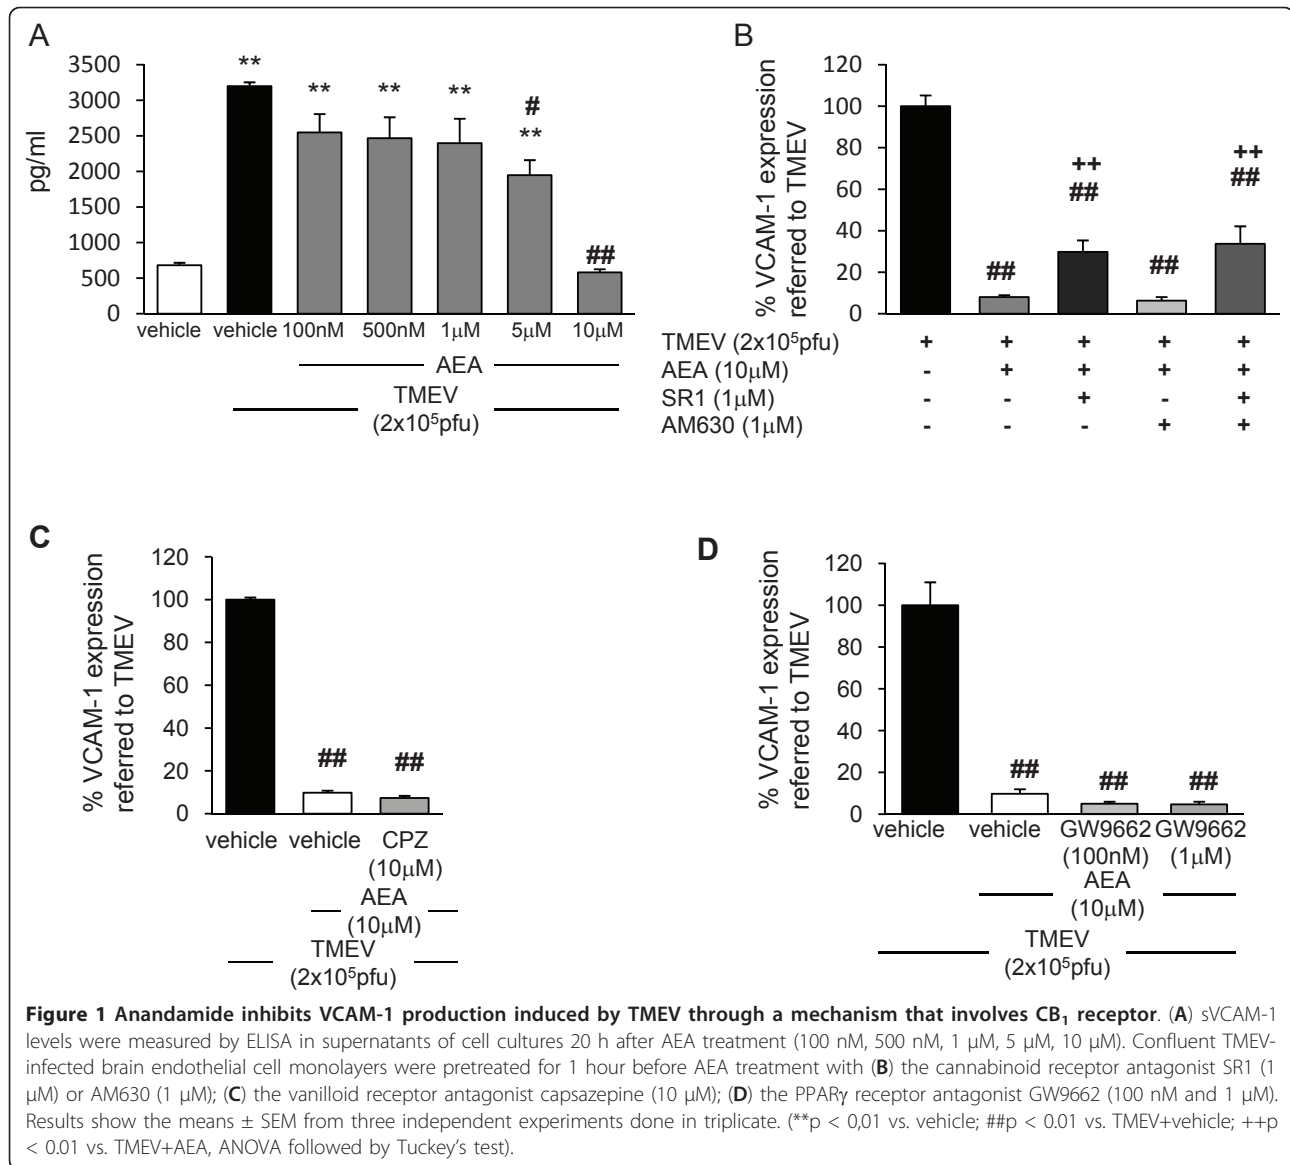 A
3500
3000
2500
2000
1500
1000
500
0
pg/ml
**
**
**
**
#
**
##
vehicle vehicle 100nM 500nM 1μM 5μM 10μM
AEA
TMEV
(2x10⁵pfu)
B
% VCAM-1 expression
referred to TMEV
120
100
80
60
40
20
0
##
++
##
##
++
##
TMEV (2x10⁵pfu) + + + + +
AEA (10μM) - + + + +
SR1 (1μM) - - + - +
AM630 (1μM) - - - + +
C
% VCAM-1 expression
referred to TMEV
120
100
80
60
40
20
0
##
##
vehicle vehicle CPZ
(10μM)
AEA
(10μM)
TMEV
(2x10⁵pfu)
D
% VCAM-1 expression
referred to TMEV
120
100
80
60
40
20
0
##
##
##
vehicle vehicle GW9662 GW9662
(100nM) (1μM)
AEA
(10μM)
TMEV
(2x10⁵pfu)
Figure 1 Anandamide inhibits VCAM-1 production induced by TMEV through a mechanism that involves CB₁ receptor. (A) sVCAM-1
levels were measured by ELISA in supernatants of cell cultures 20 h after AEA treatment (100 nM, 500 nM, 1 μM, 5 μM, 10 μM). Confluent TMEV-
infected brain endothelial cell monolayers were pretreated for 1 hour before AEA treatment with (B) the cannabinoid receptor antagonist SR1 (1
μM) or AM630 (1 μM); (C) the vanilloid receptor antagonist capsazepine (10 μM); (D) the PPARγ receptor antagonist GW9662 (100 nM and 1 μM).
Results show the means ± SEM from three independent experiments done in triplicate. (**p < 0,01 vs. vehicle; ##p < 0.01 vs. TMEV+vehicle; ++p
< 0.01 vs. TMEV+AEA, ANOVA followed by Tuckey's test).